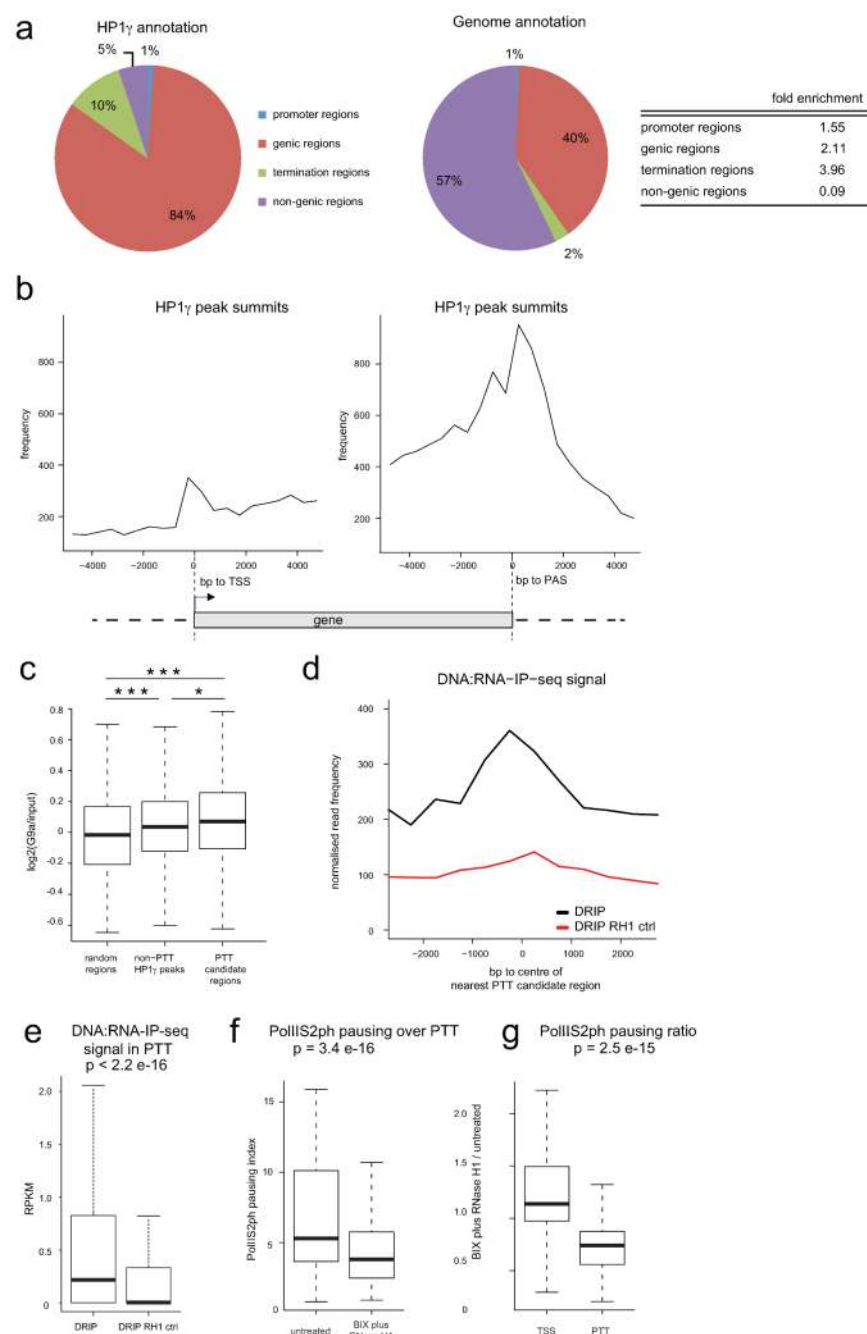 a
HP1γ annotation
5%
1%
10%
84%
promoter regions
genic regions
termination regions
non-genic regions
Genome annotation
1%
40%
57%
2%
fold enrichment
promoter regions 1.55
genic regions 2.11
termination regions 3.96
non-genic regions 0.09
b
HP1γ peak summits
frequency
800
600
400
200
−4000 −2000 0 2000 4000
bp to TSS
HP1γ peak summits
frequency
800
600
400
200
−4000 −2000 0 2000 4000
bp to PAS
gene
c
* * *
* * * *
log2(G9a/input)
0.8
0.6
0.4
0.2
0
-0.2
-0.4
-0.6
random
regions
non−PTT
HP1γ peaks
PTT
candidate
regions
d
DNA:RNA−IP−seq signal
normalised read frequency
400
300
200
100
0
DRIP
DRIP RH1 ctrl
−2000 −1000 0 1000 2000
bp to centre of
nearest PTT candidate region
e
DNA:RNA-IP-seq
signal in PTT
p < 2.2 e-16
RPKM
2.0
1.5
1.0
0.5
0
DRIP DRIP RH1 ctrl
f
PolIIS2ph pausing over PTT
p = 3.4 e-16
PolIIS2ph pausing index
15
10
5
0
untreated
BIX plus
g
PolIIS2ph pausing ratio
p = 2.5 e-15
BIX plus RNase H1 / untreated
2.0
1.5
1.0
0.5
0
TSS PTT